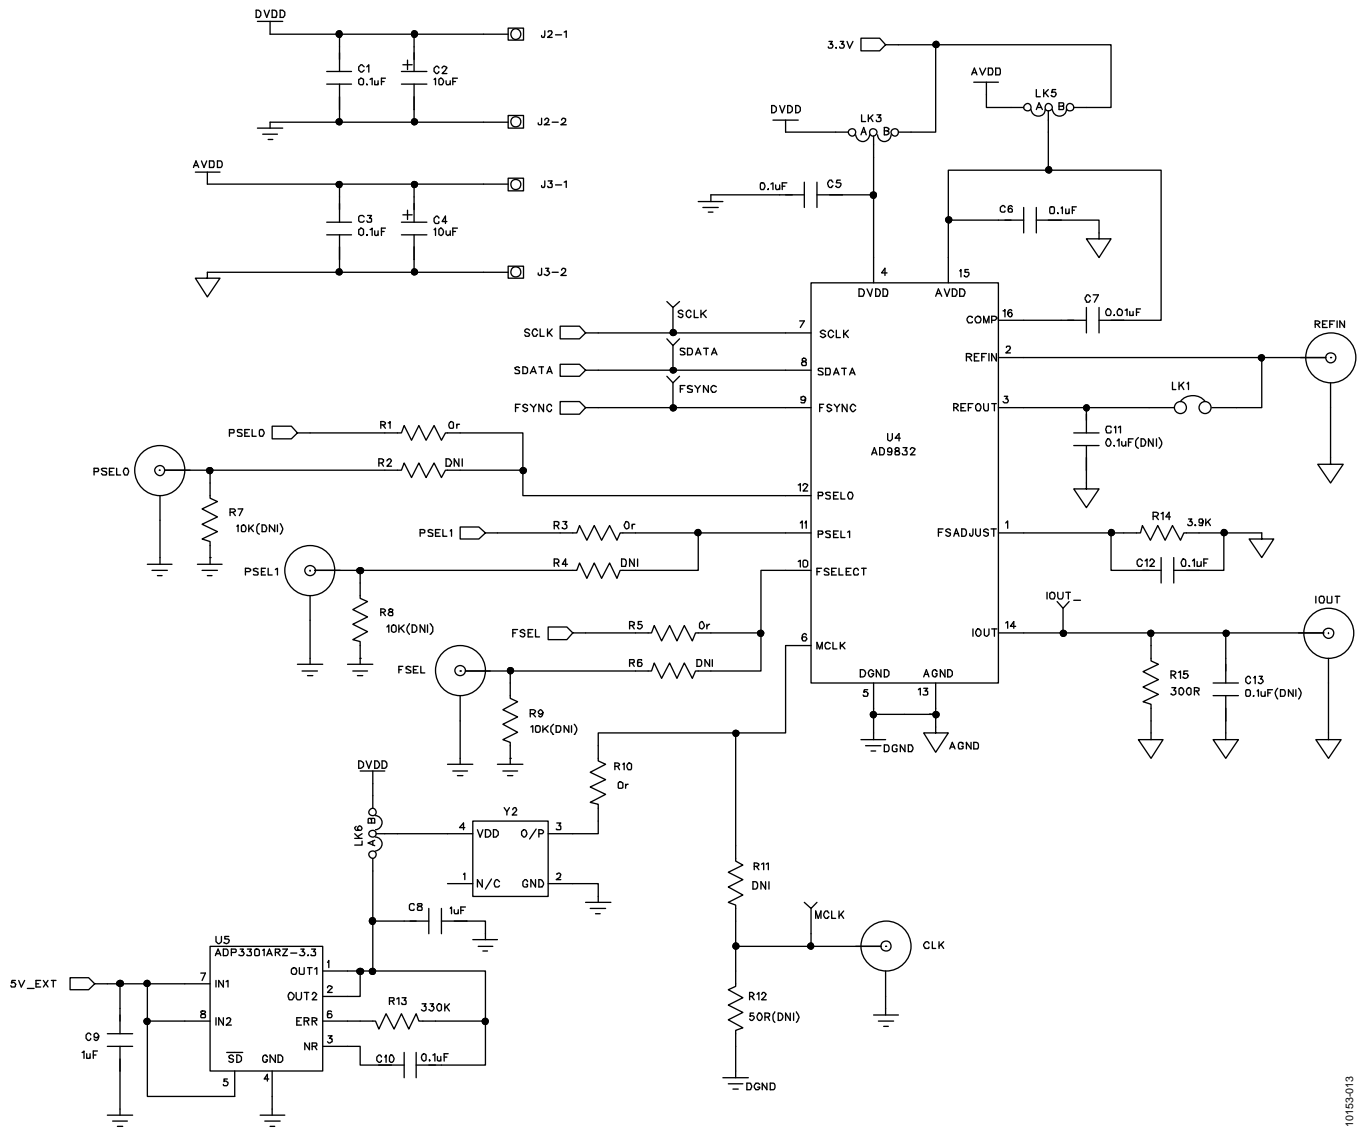 DVDD
J2-1
C1
0.1uF
+
C2
10uF
J2-2
AVDD
J3-1
C3
0.1uF
+
C4
10uF
J3-2
3.3V
AVDD
LK5
A B
DVDD
LK3
A B
0.1uF C5
C6 0.1uF
4 15
DVDD AVDD
C7
0.01uF
COMP 16
SCLK
SCLK 7 SCLK
SDATA
SDATA 8 SDATA
FSYNC
FSYNC 9 FSYNC
REFIN
REFIN 2
LK1
REFOUT 3
C11
0.1uF(DNI)
U4
AD9832
PSEL0 R1 0r
PSEL0 R2 DNI
R7
10K(DNI)
12 PSEL0
PSEL1 R3 0r
11 PSEL1
PSEL1 R4 DNI
10 FSELECT
R8
10K(DNI)
FSADJUST 1
R14 3.9K
C12 0.1uF
FSEL R5 0r
FSEL R6 DNI
R9
10K(DNI)
6 MCLK
IOUT_
IOUT
IOUT 14
R15
300R
C13
0.1uF(DNI)
DGND AGND
5 13
DGND AGND
DVDD
LK6
A B
R10
0r
Y2
4 VDD O/P 3
1 N/C GND 2
R11
DNI
C8 1uF
MCLK
CLK
R12
50R(DNI)
DGND
U5
ADP3301ARZ-3.3
5V_EXT
7 IN1 OUT1 1
OUT2 2
8 IN2 ERR 6
R13 330K
NR 3
C10 0.1uF
C9
1uF
SD GND
5 4
10153-013